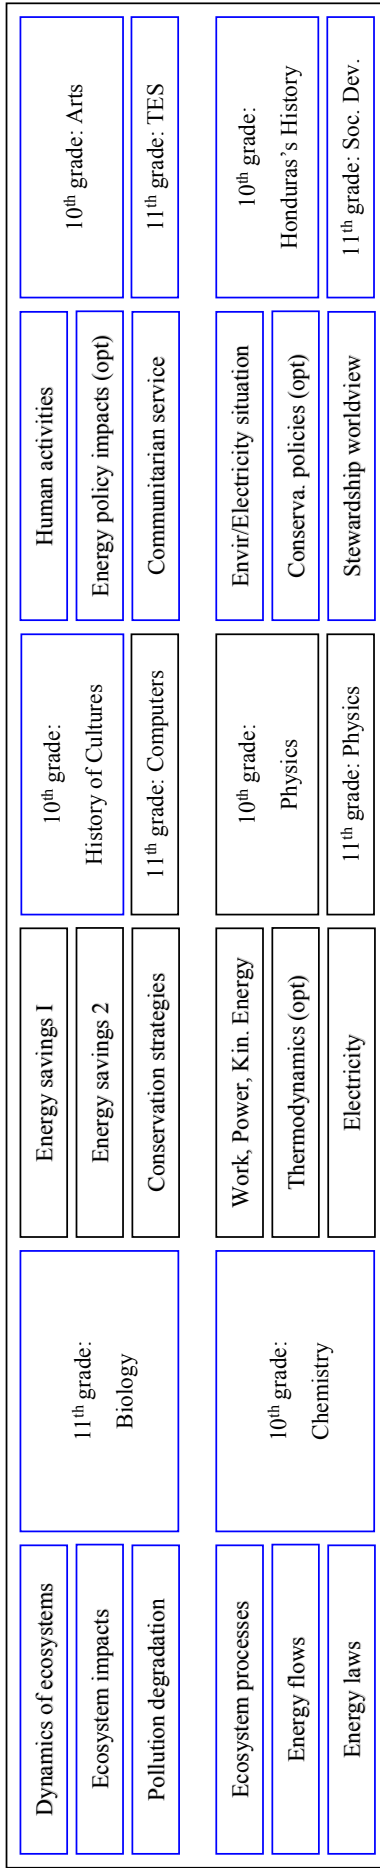 Dynamics of ecosystems
Ecosystem impacts
Pollution degradation
11th grade:
Biology
Energy savings I
Energy savings 2
Conservation strategies
10th grade:
History of Cultures
11th grade: Computers
Human activities
Energy policy impacts (opt)
Communitarian service
10th grade: Arts
11th grade: TES
Ecosystem processes
Energy flows
Energy laws
10th grade:
Chemistry
Work, Power, Kin. Energy
Thermodynamics (opt)
Electricity
10th grade:
Physics
11th grade: Physics
Envir/Electricity situation
Conserva. policies (opt)
Stewardship worldview
10th grade:
Honduras's History
11th grade: Soc. Dev.